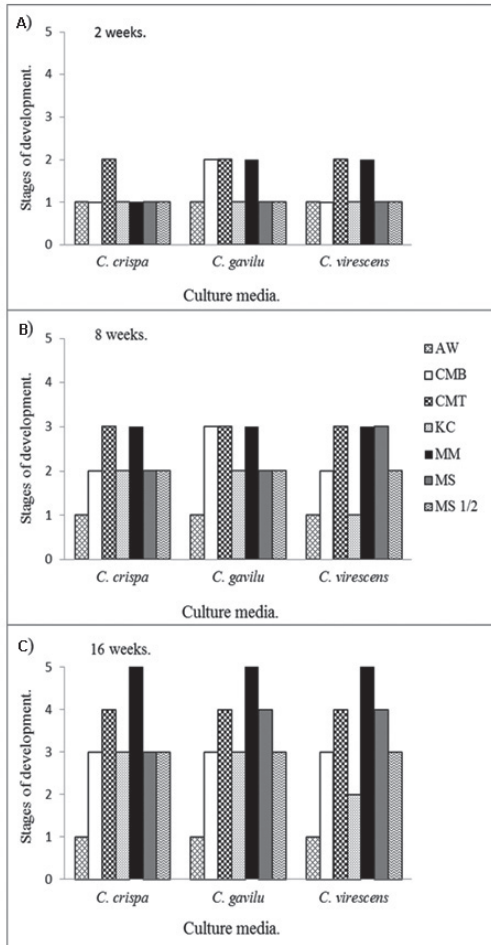 A)
2 weeks.
Stages of development.
5
4
3
2
1
0
C. crispa C. gavilu C. virescens
Culture media.
B)
8 weeks.
Stages of development.
5
4
3
2
1
0
C. crispa C. gavilu C. virescens
Culture media.
AW
CMB
CMT
KC
MM
MS
MS 1/2
C)
16 weeks.
Stages of development.
5
4
3
2
1
0
C. crispa C. gavilu C. virescens
Culture media.